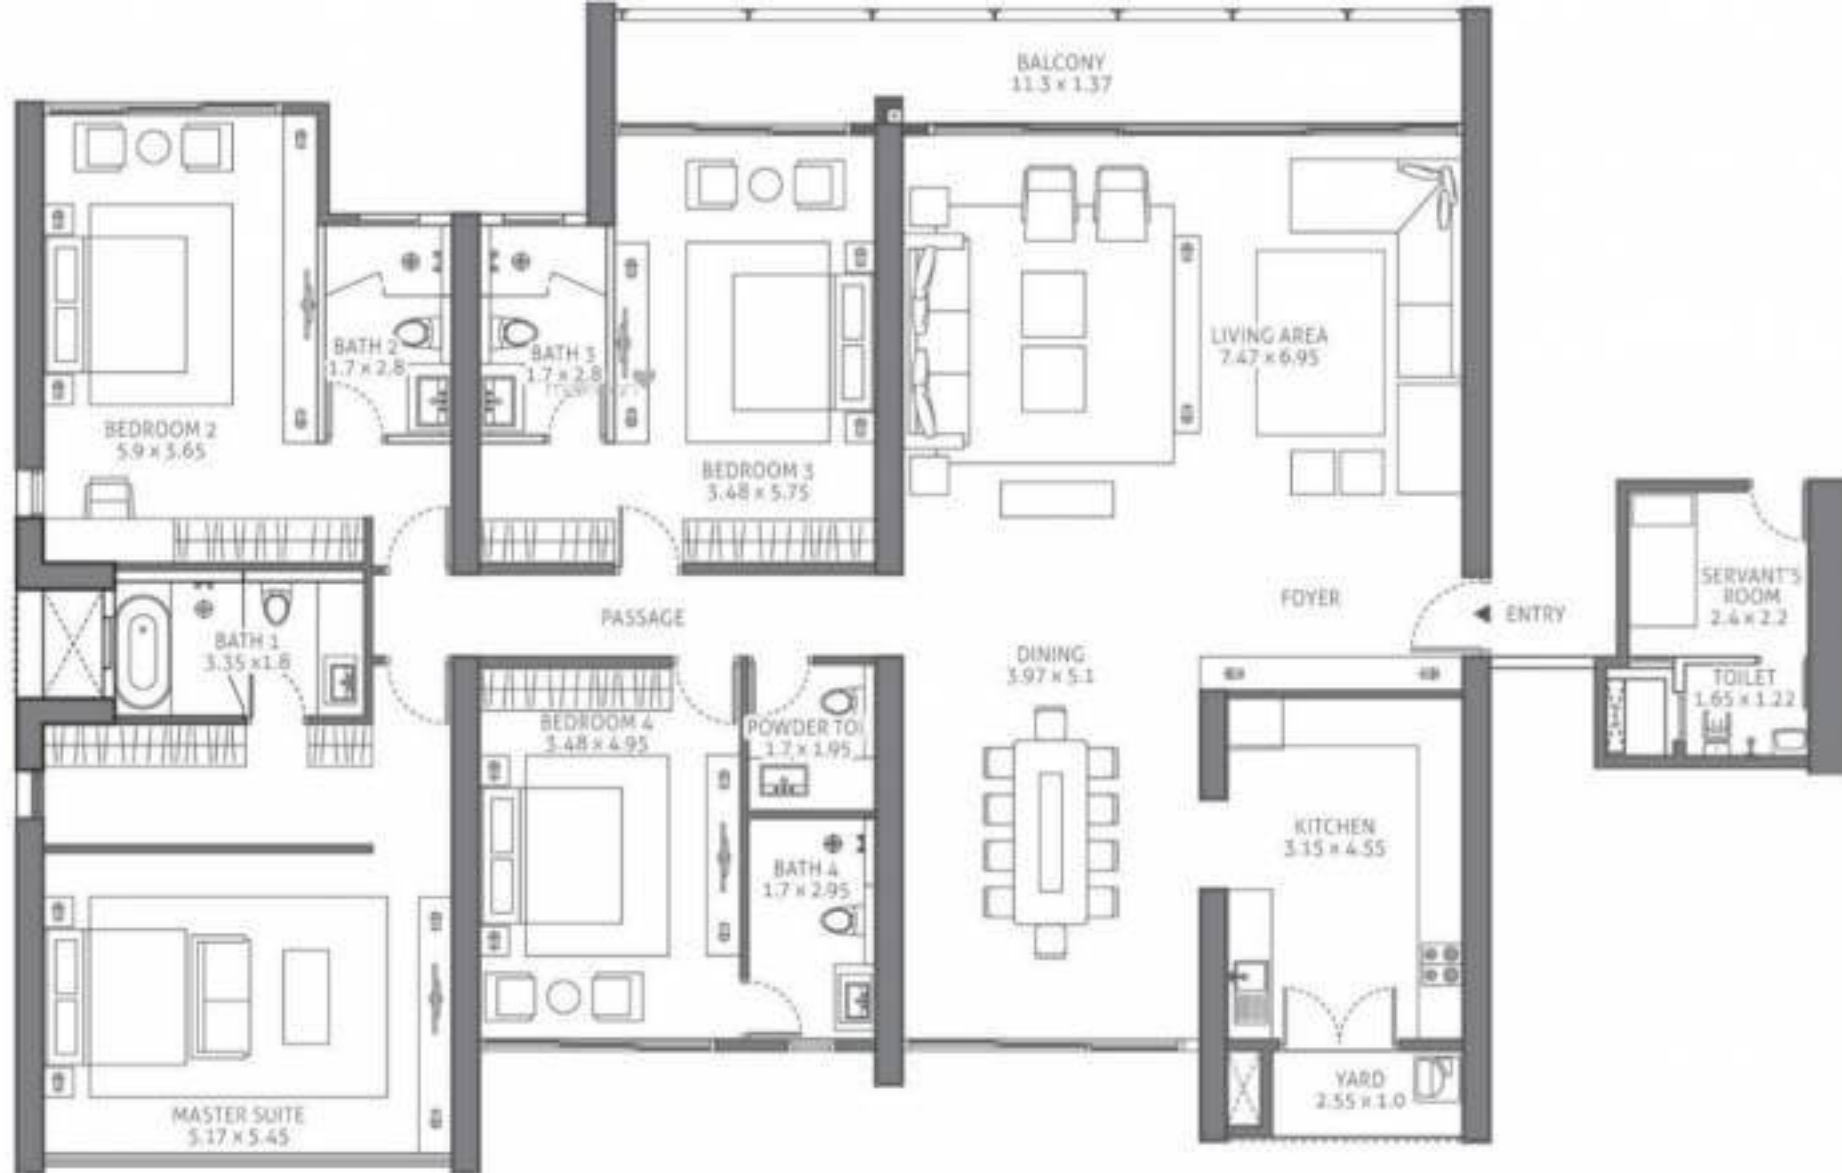 BALCONY
11.3 x 1.37
BATH 2
1.7 x 2.8
BATH 3
1.7 x 2.8
LIVING AREA
7.47 x 6.95
BEDROOM 2
5.9 x 3.65
BEDROOM 3
3.48 x 5.75
SERVANT'S
ROOM
2.4 x 2.2
FOYER
ENTRY
PASSAGE
BATH 1
3.35 x1.8
DINING
3.97 x 5.1
TOILET
1.65 x 1.22
BEDROOM 4
3.48 x 4.95
POWDER TOI
1.7 x 1.95
KITCHEN
3.15 x 4.55
BATH 4
1.7 x 2.95
YARD
2.55 x 1.0
MASTER SUITE
5.17 x 5.45